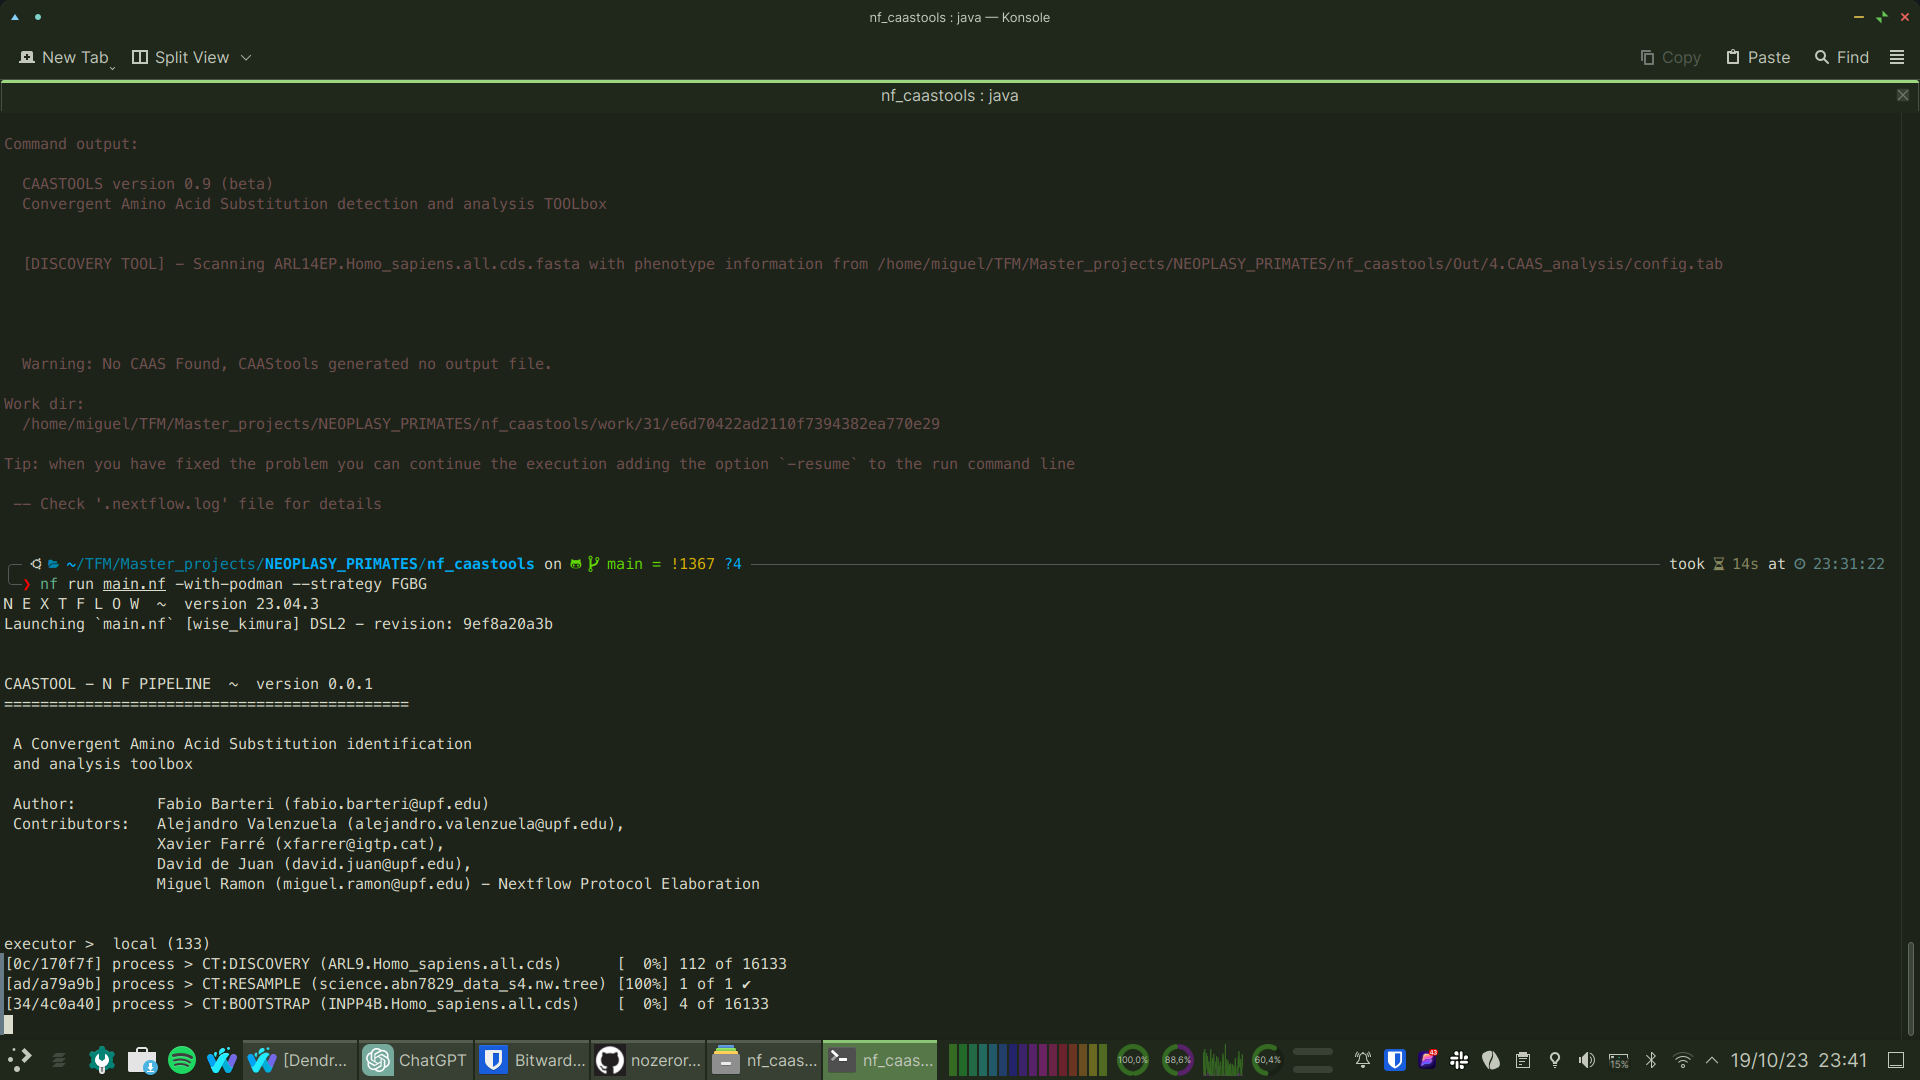 nf_caastools : java — Konsole
New Tab
Split View
Copy
Paste
Find
nf_caastools : java
Command output:
CAASTOOLS version 0.9 (beta)
Convergent Amino Acid Substitution detection and analysis TOOLbox
[DISCOVERY TOOL] - Scanning ARL14EP.Homo_sapiens.all.cds.fasta with phenotype information from /home/miguel/TFM/Master_projects/NEOPLASY_PRIMATES/nf_caastools/Out/4.CAAS_analysis/config.tab
Warning: No CAAS Found, CAAStools generated no output file.
Work dir:
/home/miguel/TFM/Master_projects/NEOPLASY_PRIMATES/nf_caastools/work/31/e6d70422ad2110f7394382ea770e29
Tip: when you have fixed the problem you can continue the execution adding the option `-resume` to the run command line
-- Check '.nextflow.log' file for details
~/TFM/Master_projects/NEOPLASY_PRIMATES/nf_caastools on main = !1367 ?4 took 14s at 23:31:22
❯ nf run main.nf -with-podman --strategy FGBG
N E X T F L O W ~ version 23.04.3
Launching `main.nf` [wise_kimura] DSL2 - revision: 9ef8a20a3b
CAASTOOL - N F PIPELINE ~ version 0.0.1
=============================================
A Convergent Amino Acid Substitution identification
and analysis toolbox
Author: Fabio Barteri (fabio.barteri@upf.edu)
Contributors: Alejandro Valenzuela (alejandro.valenzuela@upf.edu),
Xavier Farré (xfarrer@igtp.cat),
David de Juan (david.juan@upf.edu),
Miguel Ramon (miguel.ramon@upf.edu) - Nextflow Protocol Elaboration
executor > local (133)
[0c/170f7f] process > CT:DISCOVERY (ARL9.Homo_sapiens.all.cds) [ 0%] 112 of 16133
[ad/a79a9b] process > CT:RESAMPLE (science.abn7829_data_s4.nw.tree) [100%] 1 of 1 ✔
[34/4c0a40] process > CT:BOOTSTRAP (INPP4B.Homo_sapiens.all.cds) [ 0%] 4 of 16133
[Dendr... ChatGPT Bitward... nozeror... nf_caas... nf_caas... 100,0% 88,6% 60,4% 43 15% 19/10/23 23:41